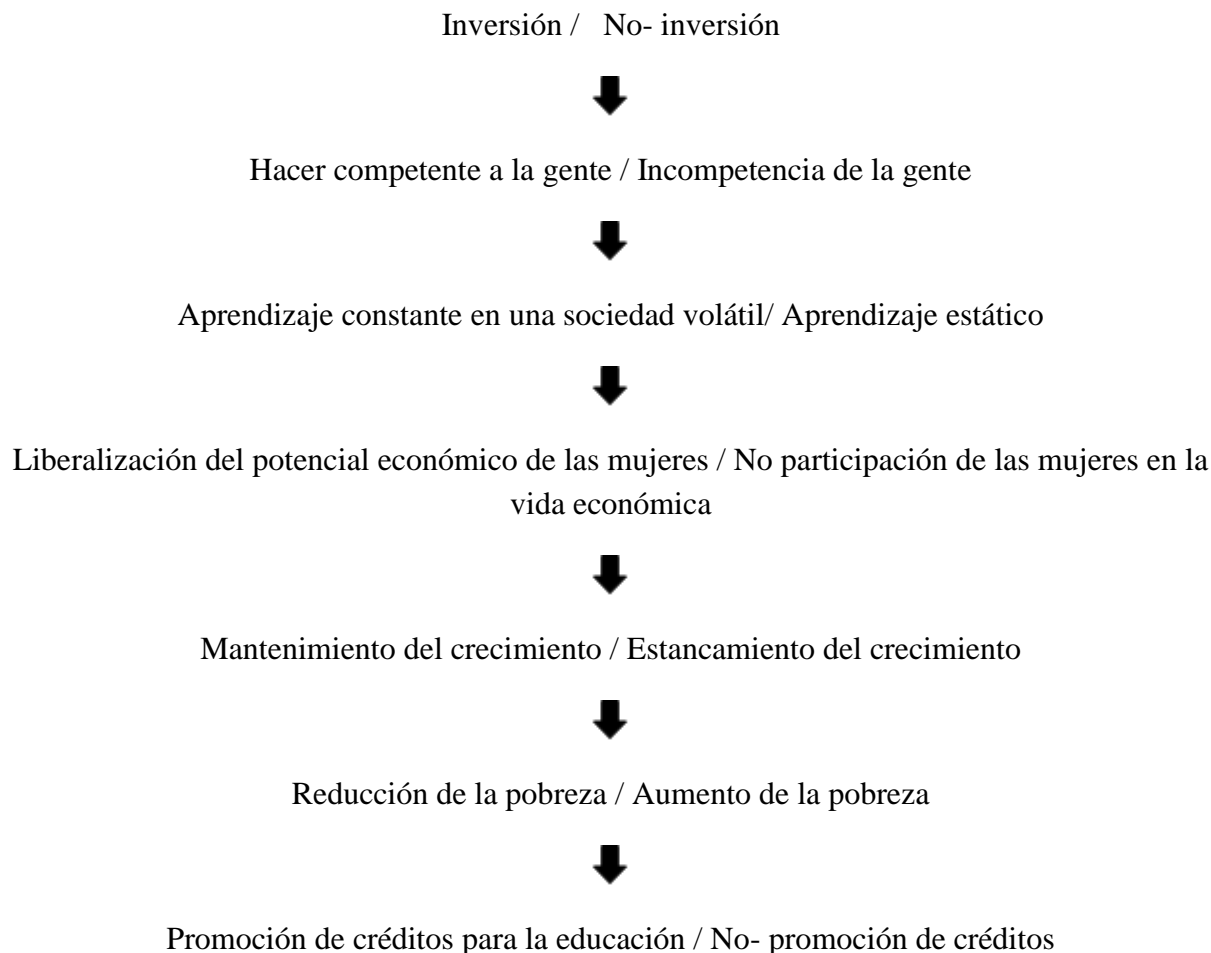 Inversión / No- inversión
Hacer competente a la gente / Incompetencia de la gente
Aprendizaje constante en una sociedad volátil/ Aprendizaje estático
Liberalización del potencial económico de las mujeres / No participación de las mujeres en la
vida económica
Mantenimiento del crecimiento / Estancamiento del crecimiento
Reducción de la pobreza / Aumento de la pobreza
Promoción de créditos para la educación / No- promoción de créditos